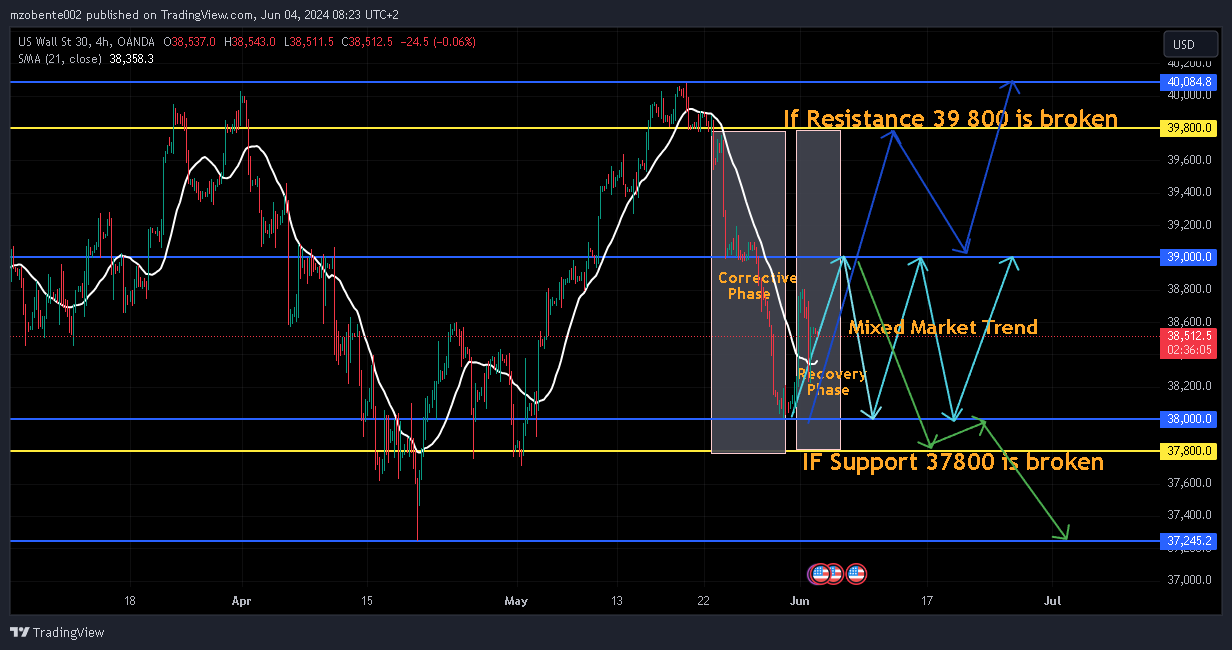 mzobente002 published on TradingView.com, Jun 04, 2024 08:23 UTC+2
US Wall St 30, 4h, OANDA O38,537.0 H38,543.0 L38,511.5 C38,512.5 −24.5 (−0.06%)
SMA (21, close) 38,358.3
USD
40,200.0
40,084.8
40,000.0
If Resistance 39 800 is broken
39,800.0
39,600.0
39,400.0
39,200.0
39,000.0
Corrective
Phase
38,800.0
38,600.0
Mixed Market Trend
38,512.5
02:36:05
Recovery
Phase
38,200.0
38,000.0
37,800.0
IF Support 37800 is broken
37,600.0
37,400.0
37,245.2
37,200.0
37,000.0
18 Apr 15 May 13 22 Jun 17 Jul
TradingView